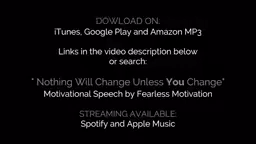 DOWLOAD ON:
iTunes, Google Play and Amazon MP3
Links in the video description below
or search:
" Nothing Will Change Unless You Change"
Motivational Speech by Fearless Motivation
STREAMING AVAILABLE:
Spotify and Apple Music